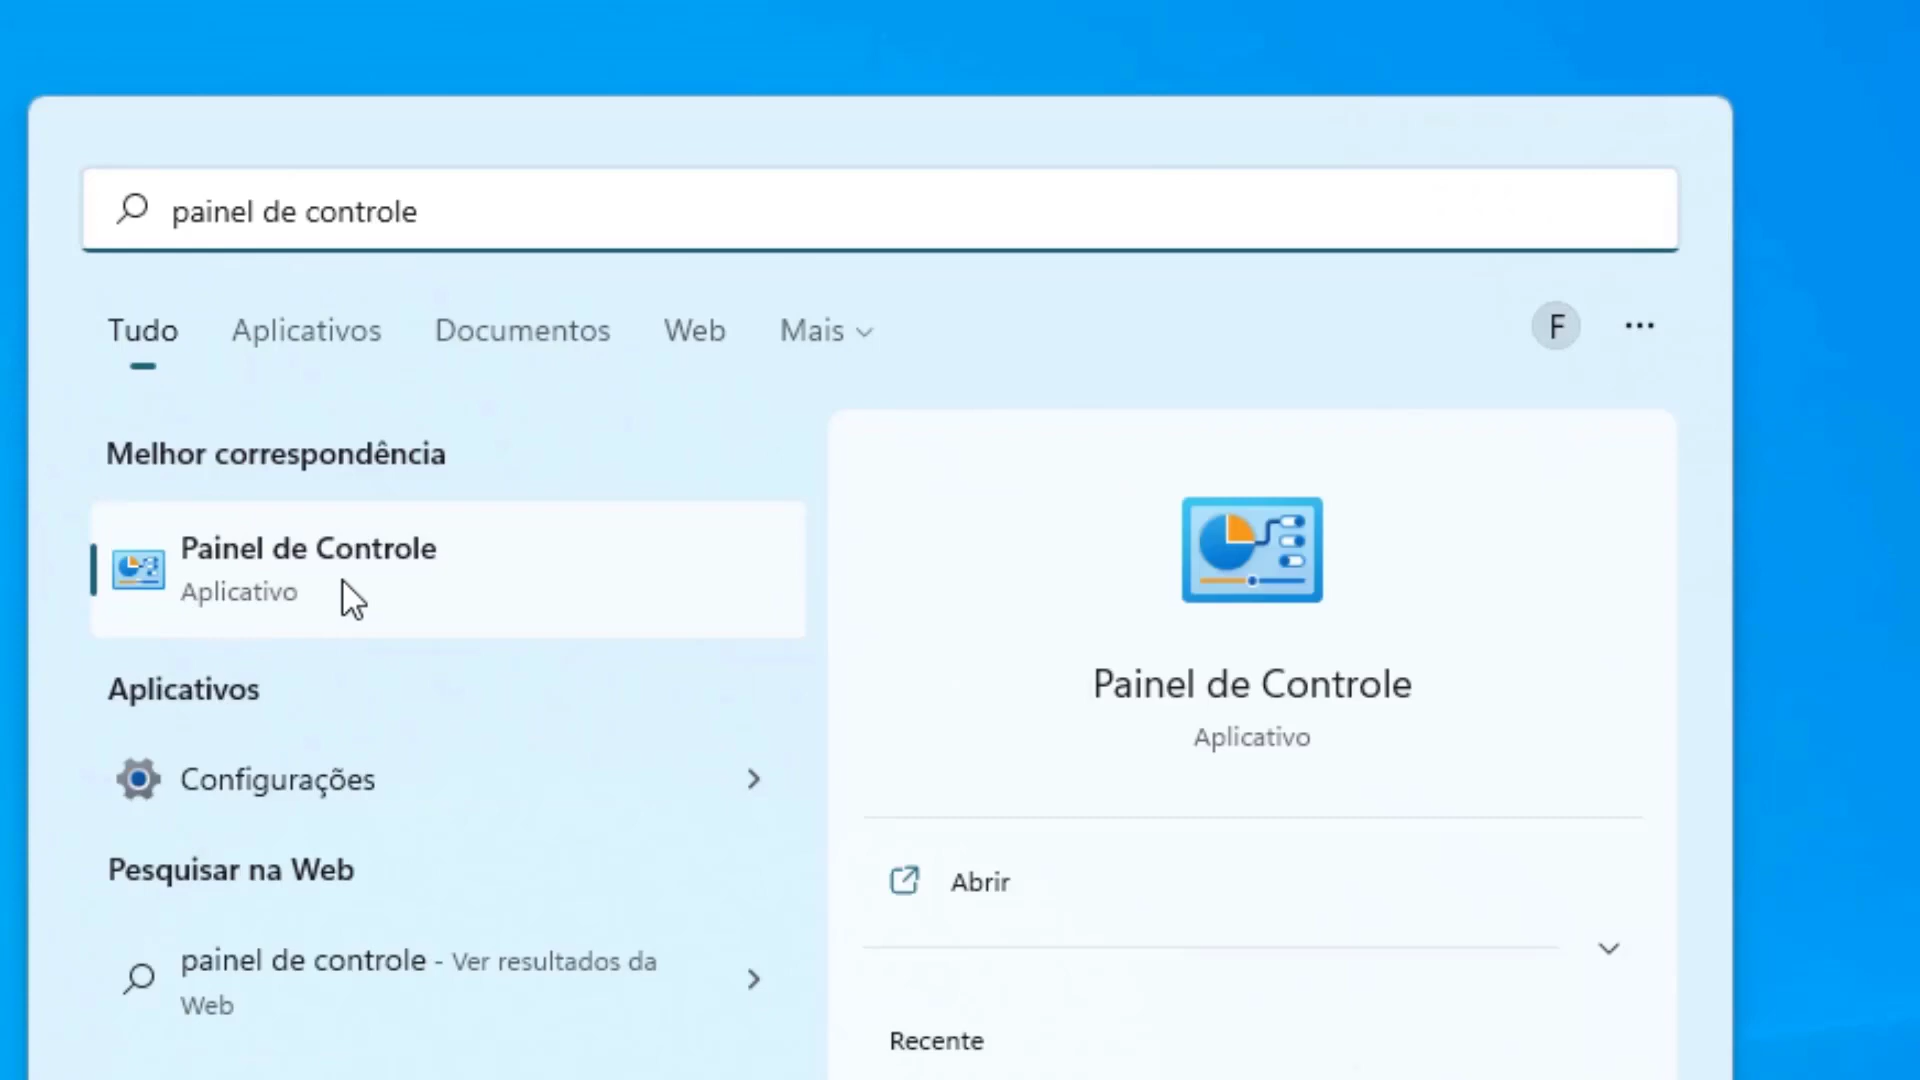 painel de controle
Tudo Aplicativos Documentos Web Mais F
Melhor correspondência
Painel de Controle
Aplicativo
Aplicativos
Configurações
Pesquisar na Web
painel de controle - Ver resultados da
Web
Painel de Controle
Aplicativo
Abrir
Recente